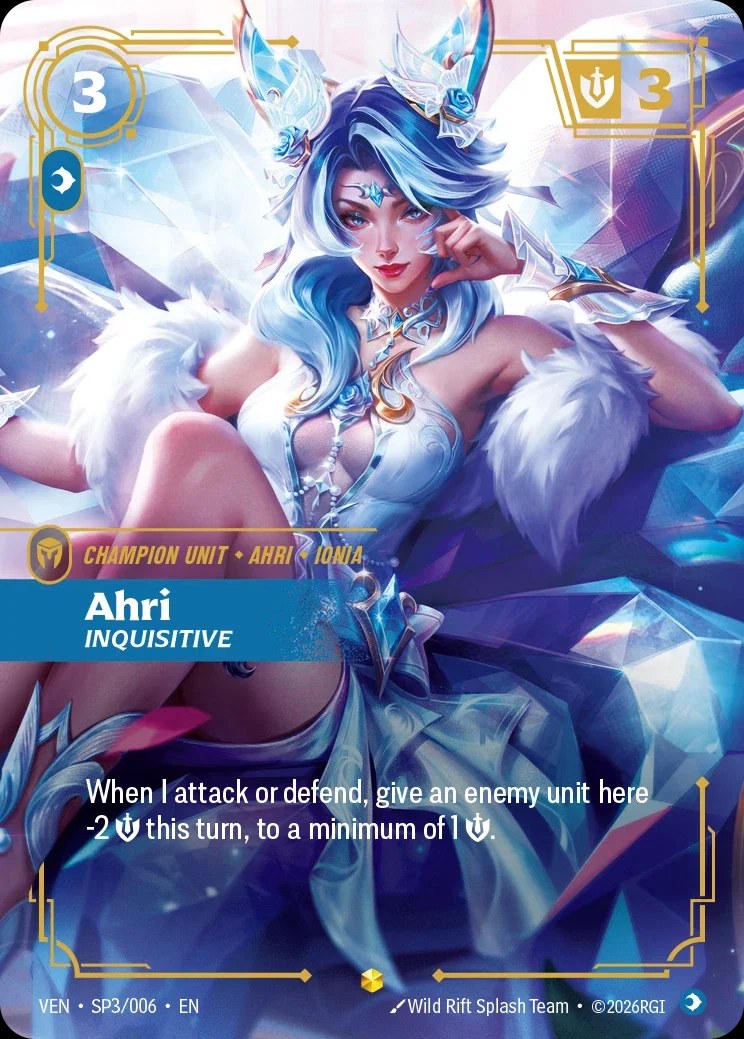 3
3
CHAMPION UNIT • AHRI • IONIA
Ahri
INQUISITIVE
When I attack or defend, give an enemy unit here
-2 this turn, to a minimum of 1.
VEN • SP3/006 • EN
Wild Rift Splash Team • ©2026RGI